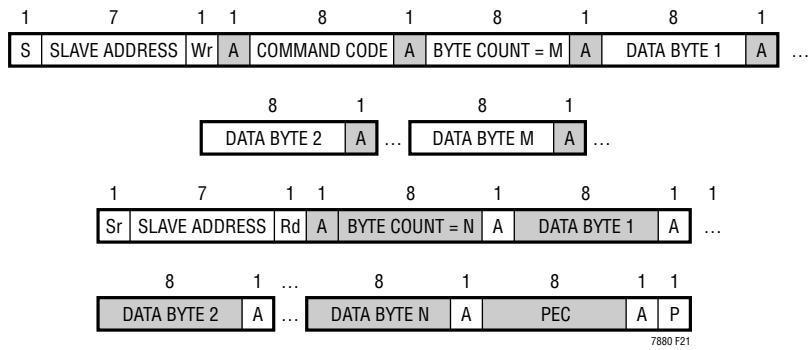 1 7 1 1 8 1 8 1 8 1
S SLAVE ADDRESS Wr A COMMAND CODE A BYTE COUNT = M A DATA BYTE 1 A …
8 1 8 1
DATA BYTE 2 A … DATA BYTE M A …
1 7 1 1 8 1 8 1 1
Sr SLAVE ADDRESS Rd A BYTE COUNT = N A DATA BYTE 1 A …
8 1 … 8 1 8 1 1
DATA BYTE 2 A … DATA BYTE N A PEC A P
7880 F21